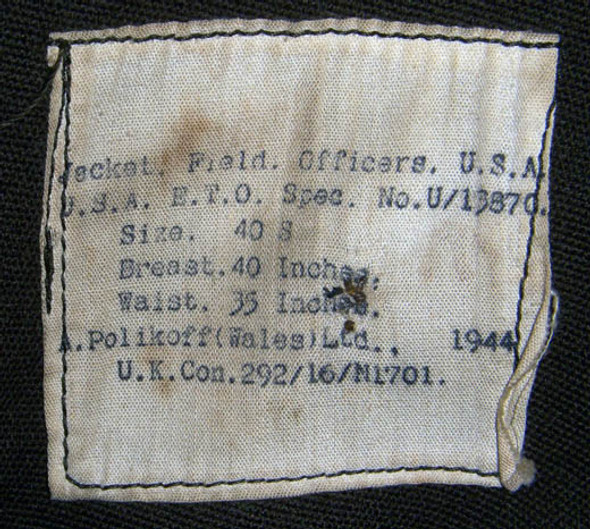 Jacket. Field. Officers. U.S.A.
U.S.A. E.T.O. Spec. No.U/13870.
Size. 40 S
Breast.40 Inches.
Waist. 35 Inches.
A.Polikoff(Wales)Ltd., 1944
U.K.Con.292/16/N1701.